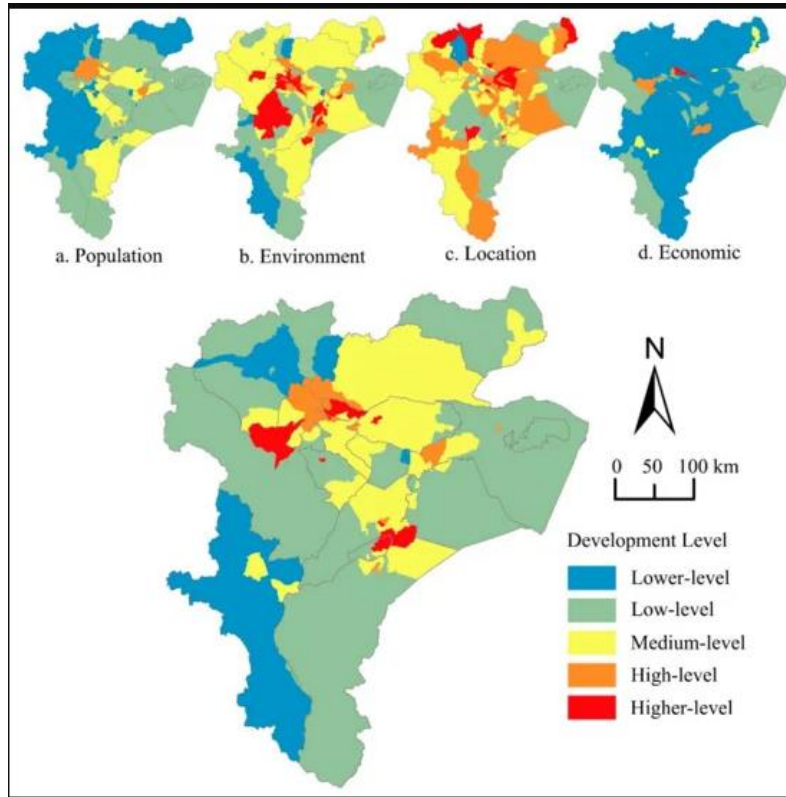 a. Population
b. Environment
c. Location
d. Economic
N
0 50 100 km
Development Level
Lower-level
Low-level
Medium-level
High-level
Higher-level